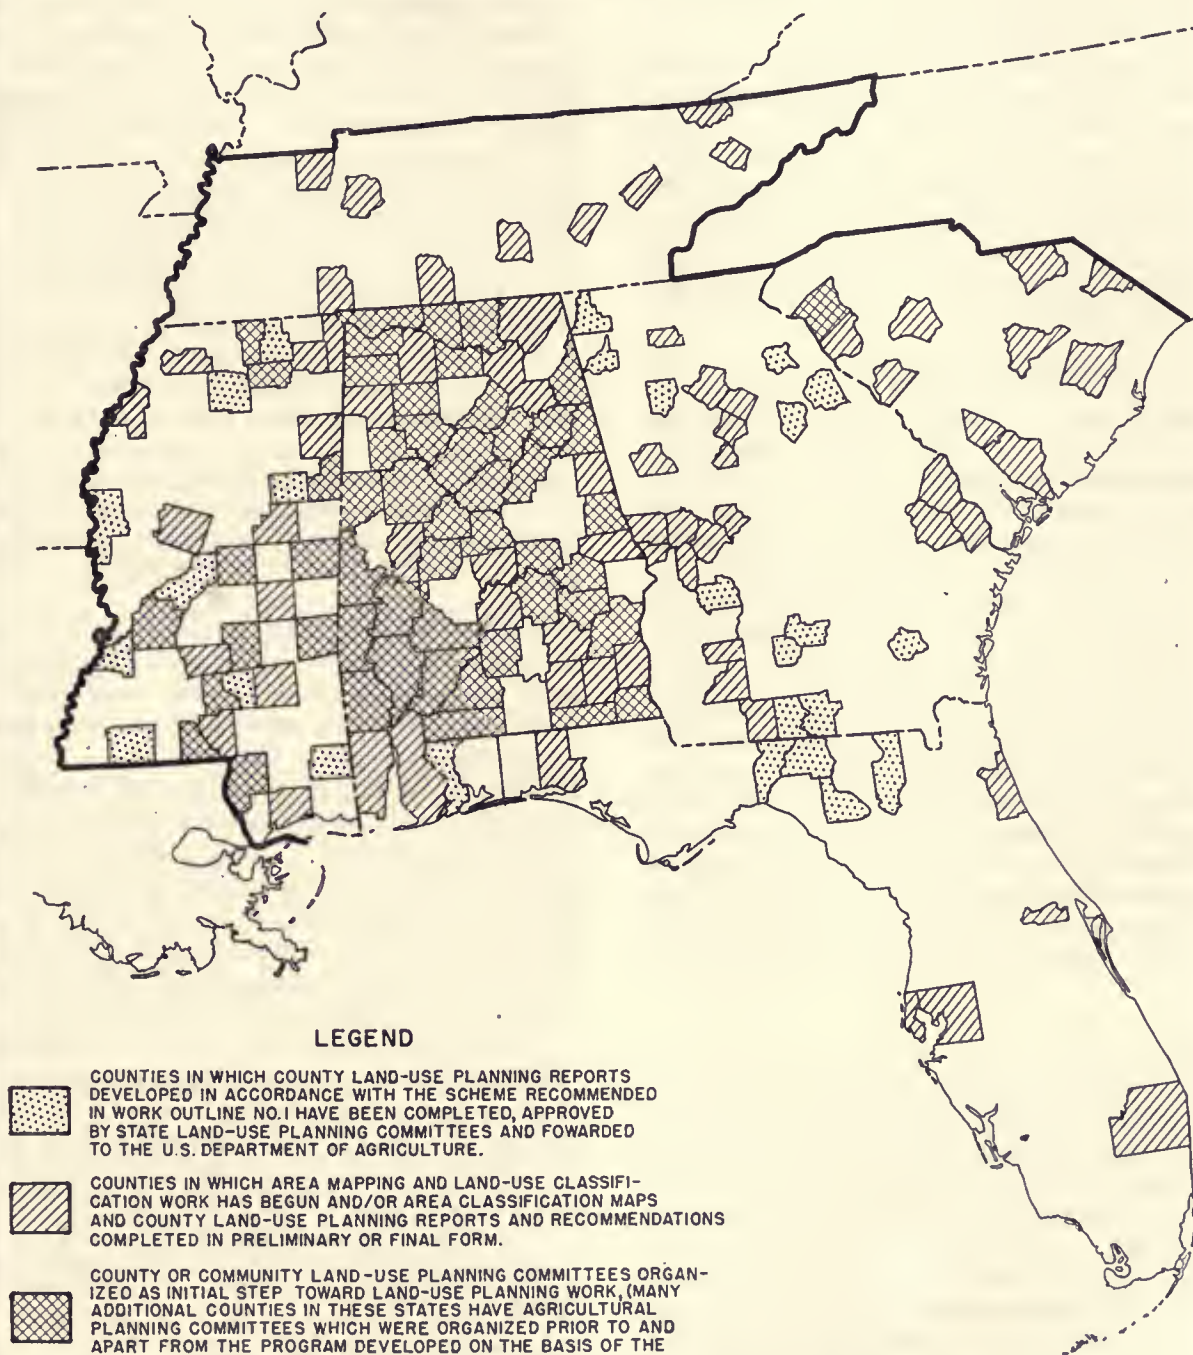 LEGEND
COUNTIES IN WHICH COUNTY LAND-USE PLANNING REPORTS
DEVELOPED IN ACCORDANCE WITH THE SCHEME RECOMMENDED
IN WORK OUTLINE NO.1 HAVE BEEN COMPLETED, APPROVED
BY STATE LAND-USE PLANNING COMMITTEES AND FOWARDED
TO THE U.S. DEPARTMENT OF AGRICULTURE.
COUNTIES IN WHICH AREA MAPPING AND LAND-USE CLASSIFI-
CATION WORK HAS BEGUN AND/OR AREA CLASSIFICATION MAPS
AND COUNTY LAND-USE PLANNING REPORTS AND RECOMMENDATIONS
COMPLETED IN PRELIMINARY OR FINAL FORM.
COUNTY OR COMMUNITY LAND-USE PLANNING COMMITTEES ORGAN-
IZED AS INITIAL STEP TOWARD LAND-USE PLANNING WORK, (MANY
ADDITIONAL COUNTIES IN THESE STATES HAVE AGRICULTURAL
PLANNING COMMITTEES WHICH WERE ORGANIZED PRIOR TO AND
APART FROM THE PROGRAM DEVELOPED ON THE BASIS OF THE